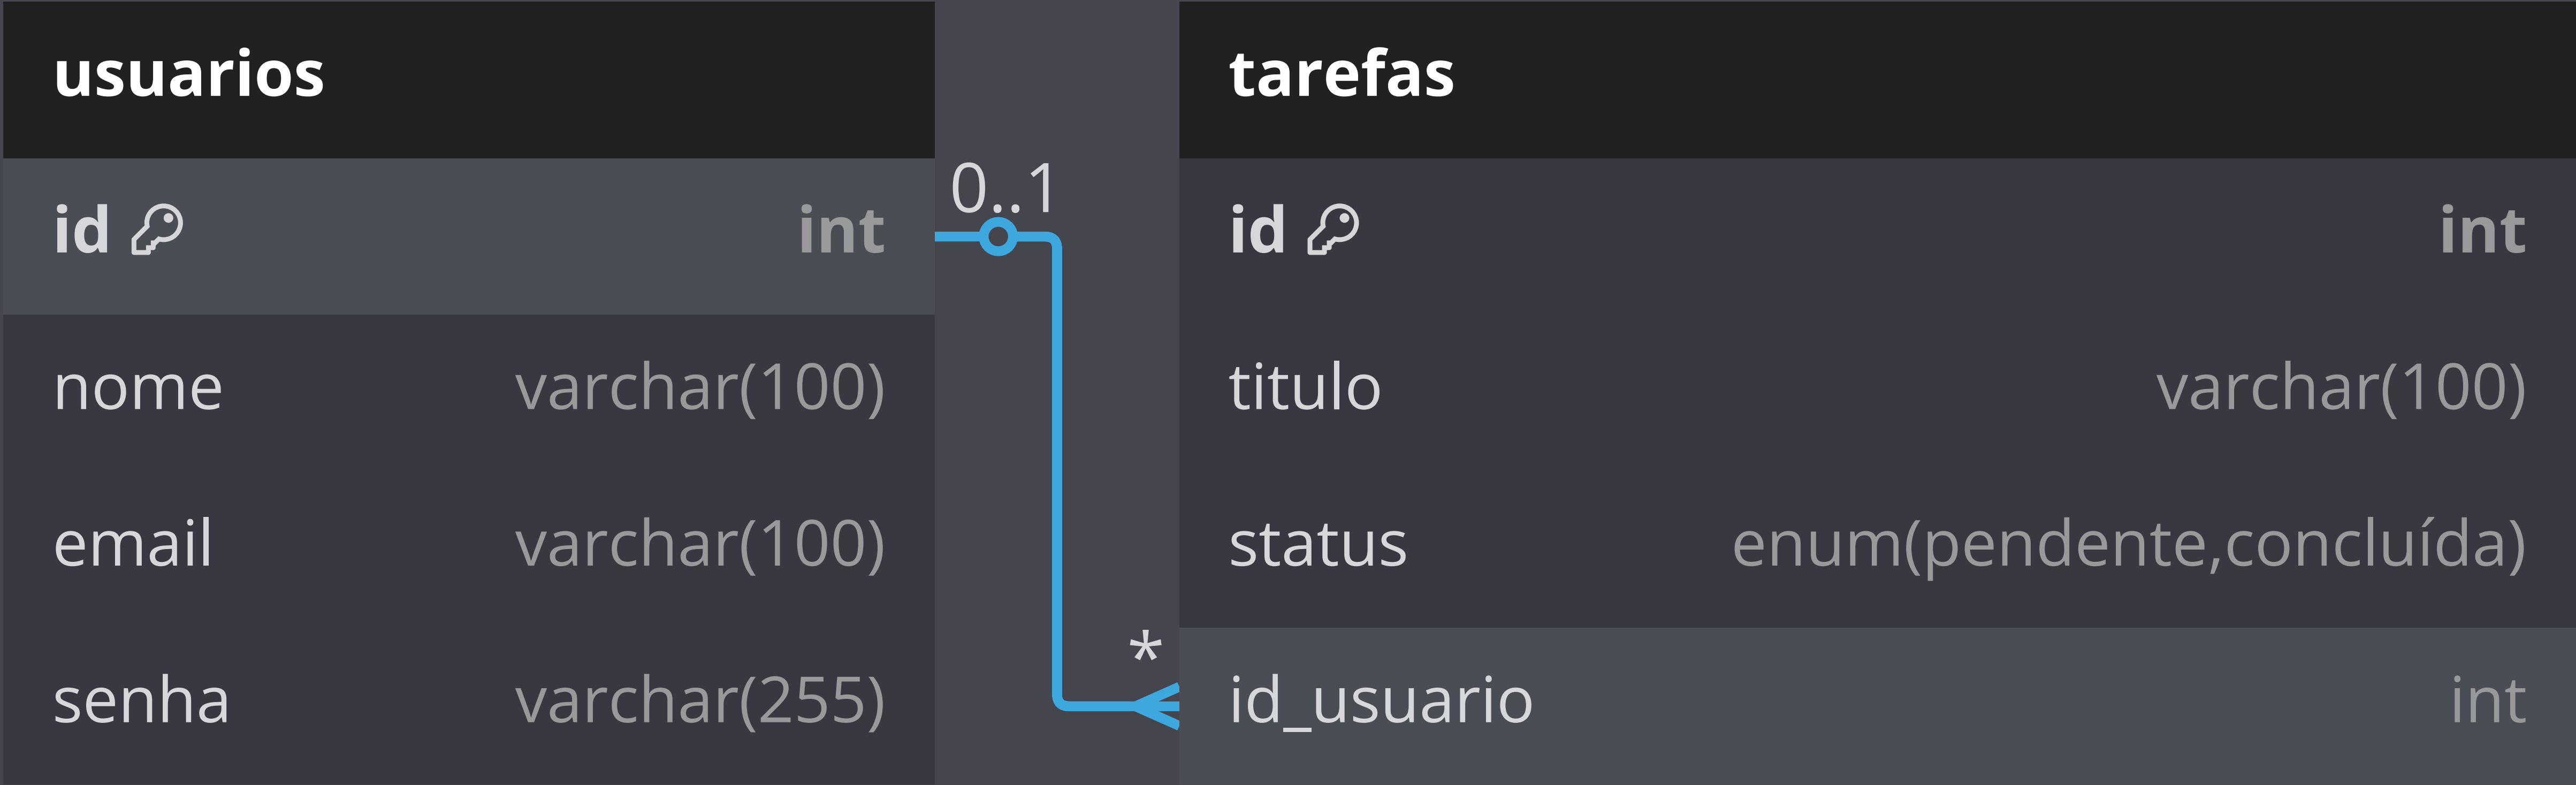 usuarios
id int
nome varchar(100)
email varchar(100)
senha varchar(255)
0..1
*
tarefas
id int
titulo varchar(100)
status enum(pendente,concluída)
id_usuario int